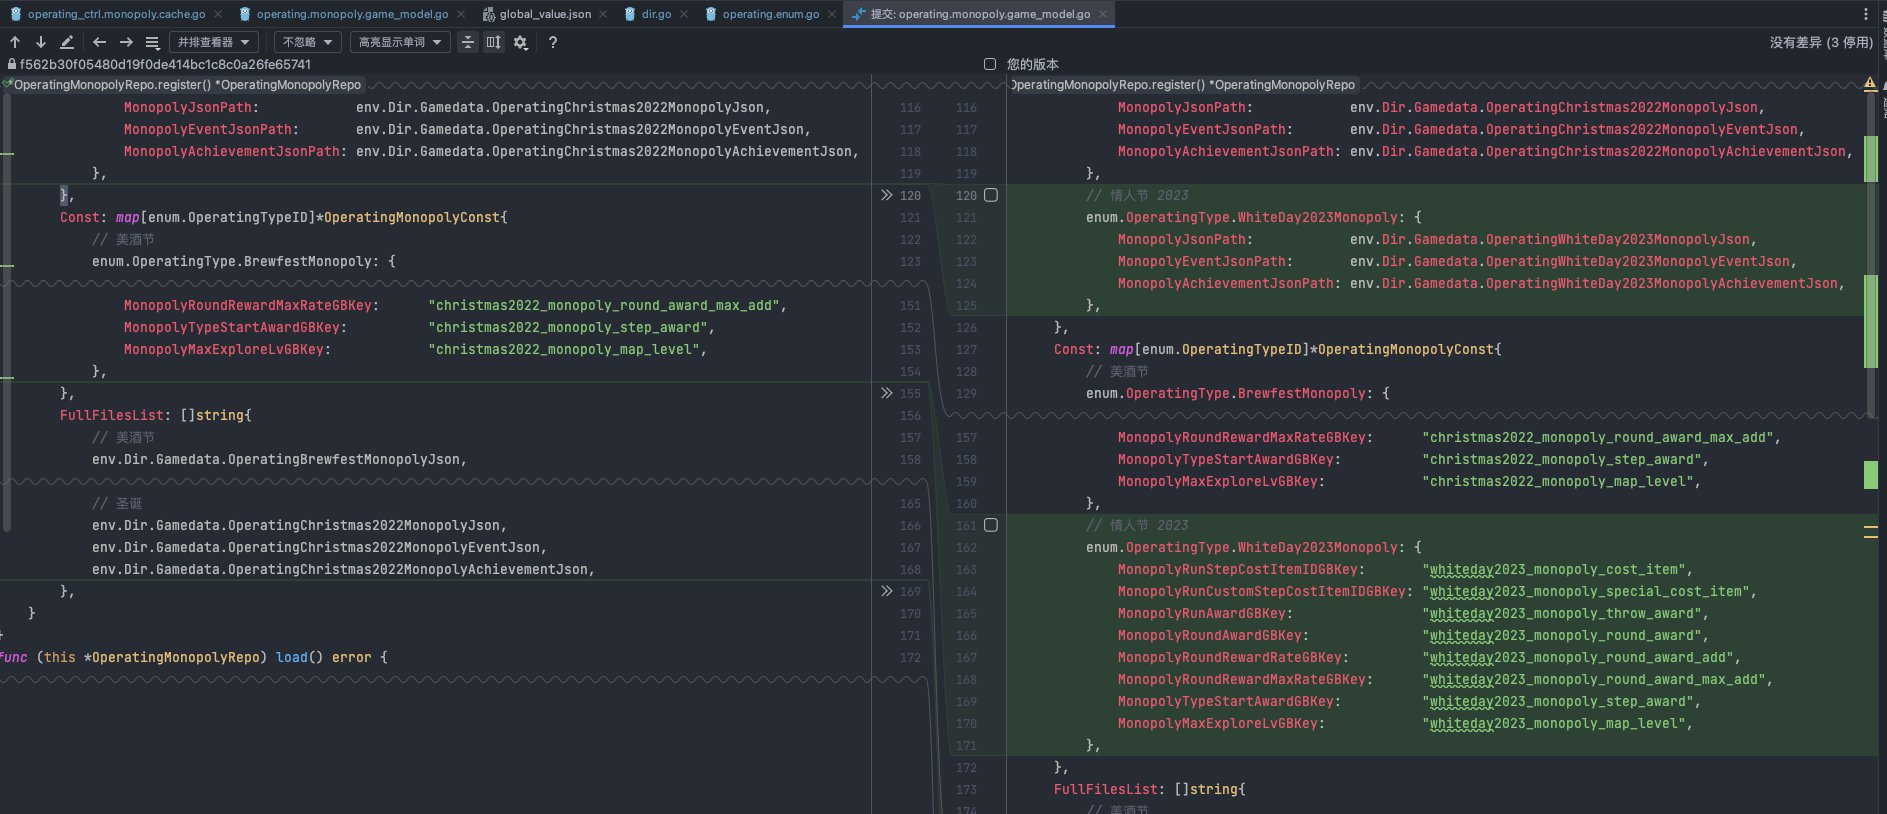 operating_ctrl.monopoly.cache.go
operating.monopoly.game_model.go
global_value.json
dir.go
operating.enum.go
提交: operating.monopoly.game_model.go
并排查看器
不忽略
高亮显示单词
?
没有差异 (3 停用)
f562b30f05480d19f0de414bc1c8c0a26fe65741
您的版本
OperatingMonopolyRepo.register() *OperatingMonopolyRepo
MonopolyJsonPath: env.Dir.Gamedata.OperatingChristmas2022MonopolyJson, 116
MonopolyEventJsonPath: env.Dir.Gamedata.OperatingChristmas2022MonopolyEventJson, 117
MonopolyAchievementJsonPath: env.Dir.Gamedata.OperatingChristmas2022MonopolyAchievementJson, 118
}, 119
}, 120
Const: map[enum.OperatingTypeID]*OperatingMonopolyConst{ 121
// 美酒节 122
enum.OperatingType.BrewfestMonopoly: { 123
MonopolyRoundRewardMaxRateGBKey: "christmas2022_monopoly_round_award_max_add", 151
MonopolyTypeStartAwardGBKey: "christmas2022_monopoly_step_award", 152
MonopolyMaxExploreLvGBKey: "christmas2022_monopoly_map_level", 153
}, 154
}, 155
FullFilesList: []string{ 156
// 美酒节 157
env.Dir.Gamedata.OperatingBrewfestMonopolyJson, 158
// 圣诞 165
env.Dir.Gamedata.OperatingChristmas2022MonopolyJson, 166
env.Dir.Gamedata.OperatingChristmas2022MonopolyEventJson, 167
env.Dir.Gamedata.OperatingChristmas2022MonopolyAchievementJson, 168
}, 169
} 170
} 171
func (this *OperatingMonopolyRepo) load() error { 172
OperatingMonopolyRepo.register() *OperatingMonopolyRepo
116 MonopolyJsonPath: env.Dir.Gamedata.OperatingChristmas2022MonopolyJson,
117 MonopolyEventJsonPath: env.Dir.Gamedata.OperatingChristmas2022MonopolyEventJson,
118 MonopolyAchievementJsonPath: env.Dir.Gamedata.OperatingChristmas2022MonopolyAchievementJson,
119 },
120 // 情人节 2023
121 enum.OperatingType.WhiteDay2023Monopoly: {
122 MonopolyJsonPath: env.Dir.Gamedata.OperatingWhiteDay2023MonopolyJson,
123 MonopolyEventJsonPath: env.Dir.Gamedata.OperatingWhiteDay2023MonopolyEventJson,
124 MonopolyAchievementJsonPath: env.Dir.Gamedata.OperatingWhiteDay2023MonopolyAchievementJson,
125 },
126 },
127 Const: map[enum.OperatingTypeID]*OperatingMonopolyConst{
128 // 美酒节
129 enum.OperatingType.BrewfestMonopoly: {
157 MonopolyRoundRewardMaxRateGBKey: "christmas2022_monopoly_round_award_max_add",
158 MonopolyTypeStartAwardGBKey: "christmas2022_monopoly_step_award",
159 MonopolyMaxExploreLvGBKey: "christmas2022_monopoly_map_level",
160 },
161 // 情人节 2023
162 enum.OperatingType.WhiteDay2023Monopoly: {
163 MonopolyRunStepCostItemIDGBKey: "whiteday2023_monopoly_cost_item",
164 MonopolyRunCustomStepCostItemIDGBKey: "whiteday2023_monopoly_special_cost_item",
165 MonopolyRunAwardGBKey: "whiteday2023_monopoly_throw_award",
166 MonopolyRoundAwardGBKey: "whiteday2023_monopoly_round_award",
167 MonopolyRoundRewardRateGBKey: "whiteday2023_monopoly_round_award_add",
168 MonopolyRoundRewardMaxRateGBKey: "whiteday2023_monopoly_round_award_max_add",
169 MonopolyTypeStartAwardGBKey: "whiteday2023_monopoly_step_award",
170 MonopolyMaxExploreLvGBKey: "whiteday2023_monopoly_map_level",
171 },
172 },
173 FullFilesList: []string{
174 // 美酒节